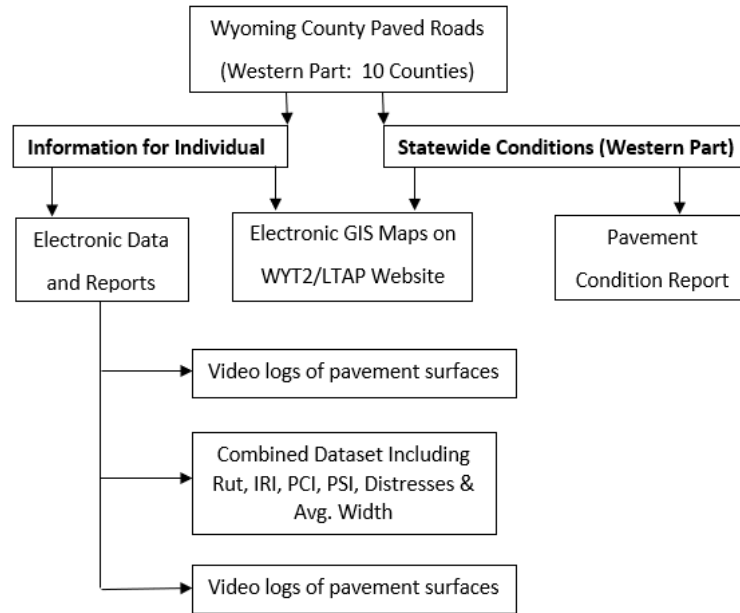 Wyoming County Paved Roads
(Western Part: 10 Counties)
Information for Individual
Statewide Conditions (Western Part)
Electronic Data
and Reports
Electronic GIS Maps on
WYT2/LTAP Website
Pavement
Condition Report
Video logs of pavement surfaces
Combined Dataset Including
Rut, IRI, PCI, PSI, Distresses &
Avg. Width
Video logs of pavement surfaces